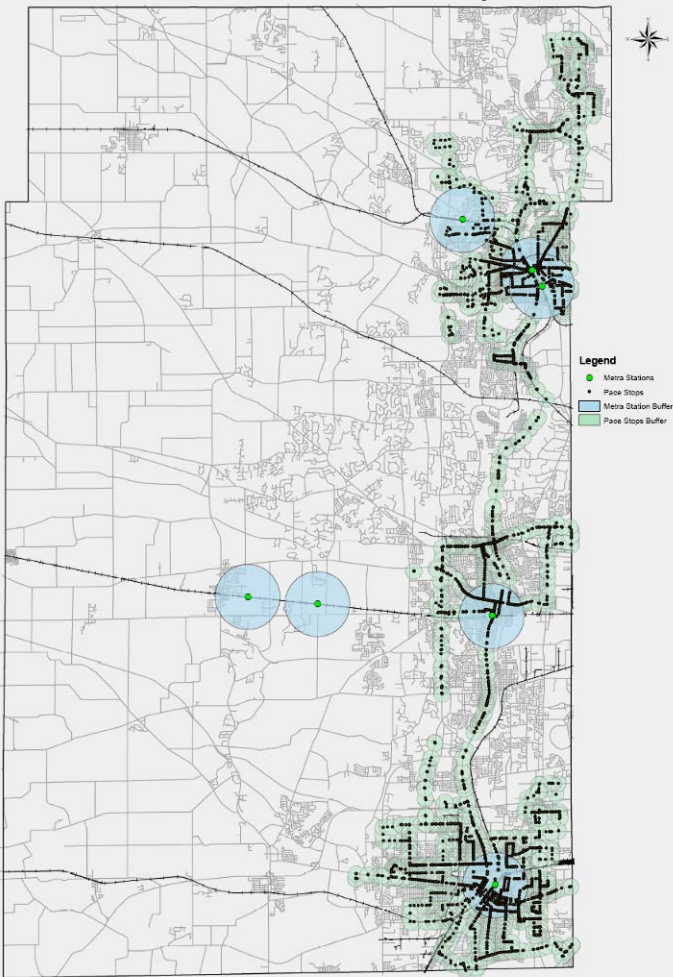 Legend
Metra Stations
Pace Stops
Metra Station Buffer
Pace Stops Buffer